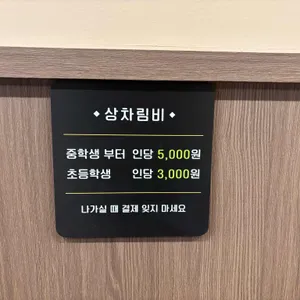 ◆ 상차림비 ◆
중학생 부터 인당 5,000원
초등학생 인당 3,000원
나가실 때 결제 잊지 마세요